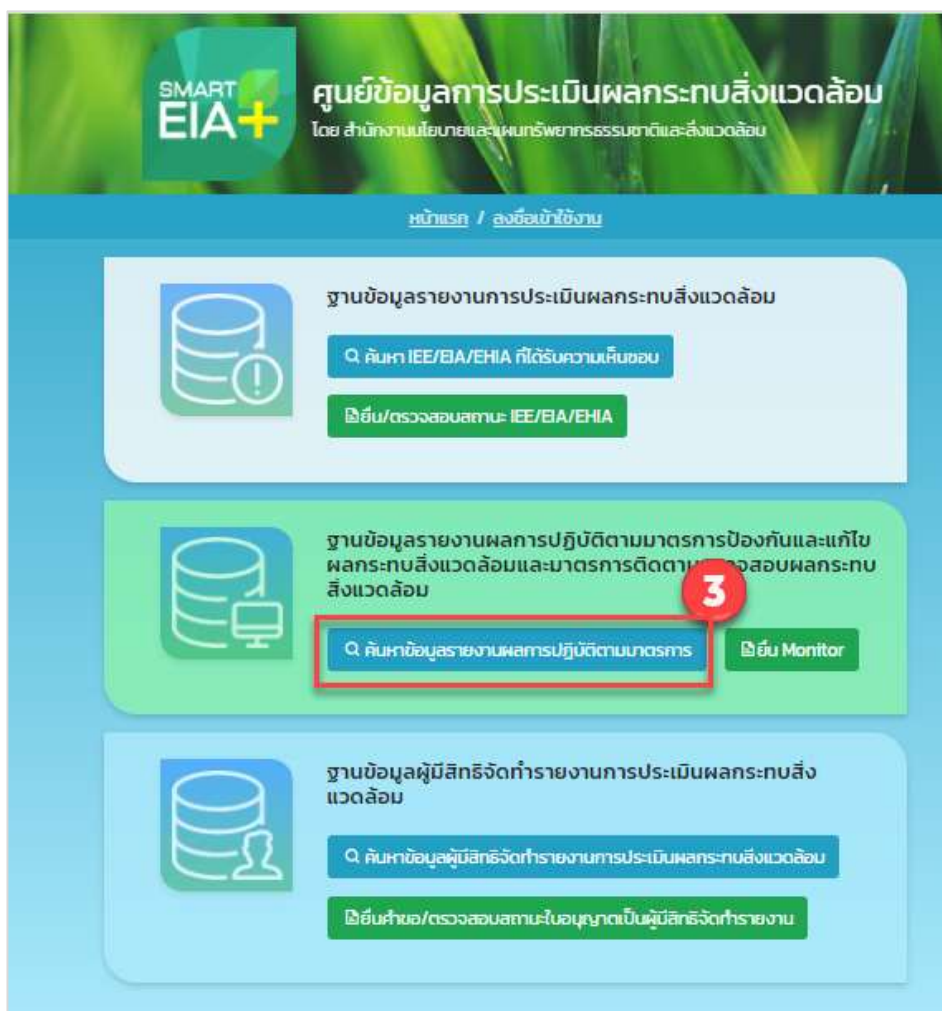 SMART
EIA+
ศูนย์ข้อมูลการประเมินผลกระทบสิ่งแวดล้อม
โดย สำนักงานนโยบายและแผนทรัพยากรธรรมชาติและสิ่งแวดล้อม
หน้าแรก / ลงชื่อเข้าใช้งาน
ฐานข้อมูลรายงานการประเมินผลกระทบสิ่งแวดล้อม
ค้นหา IEE/EIA/EHIA ที่ได้รับความเห็นชอบ
ยื่น/ตรวจสอบสถานะ IEE/EIA/EHIA
ฐานข้อมูลรายงานผลการปฏิบัติตามมาตรการป้องกันและแก้ไข
ผลกระทบสิ่งแวดล้อมและมาตรการติดตามตรวจสอบผลกระทบ
สิ่งแวดล้อม
3
ค้นหาข้อมูลรายงานผลการปฏิบัติตามมาตรการ
ยื่น Monitor
ฐานข้อมูลผู้มีสิทธิจัดทำรายงานการประเมินผลกระทบสิ่ง
แวดล้อม
ค้นหาข้อมูลผู้มีสิทธิจัดทำรายงานการประเมินผลกระทบสิ่งแวดล้อม
ยื่นคำขอ/ตรวจสอบสถานะใบอนุญาตเป็นผู้มีสิทธิจัดทำรายงาน